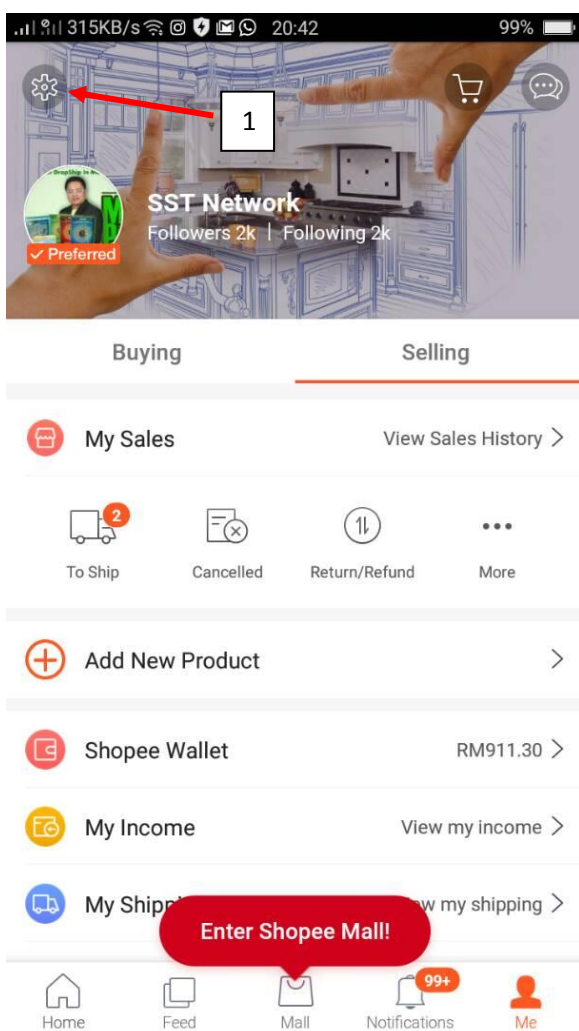 315KB/s 20:42 99%
1
DropShip
SST Network
Followers 2k | Following 2k
✓ Preferred
Buying Selling
My Sales View Sales History >
2
To Ship Cancelled Return/Refund More
Add New Product >
Shopee Wallet RM911.30 >
My Income View my income >
my shipping >
Enter Shopee Mall!
99+
Home Feed Mall Notifications Me